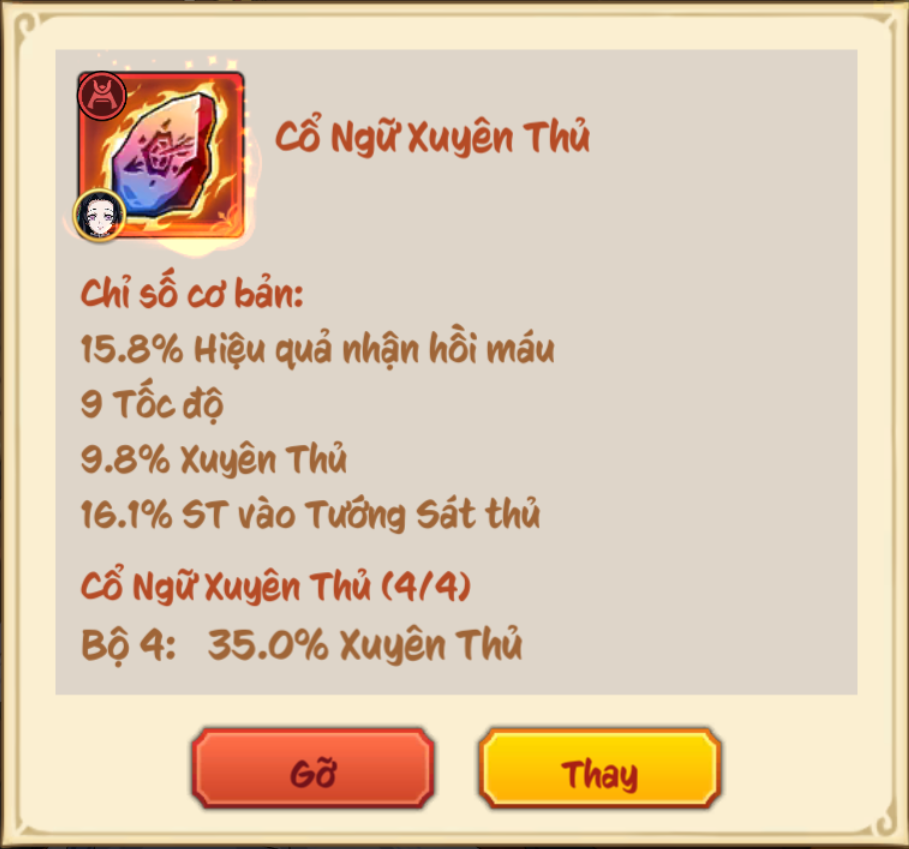 Cổ Ngữ Xuyên Thủ
Chỉ số cơ bản:
15.8% Hiệu quả nhận hồi máu
9 Tốc độ
9.8% Xuyên Thủ
16.1% ST vào Tướng Sát thủ
Cổ Ngữ Xuyên Thủ (4/4)
Bộ 4: 35.0% Xuyên Thủ
Gỡ
Thay